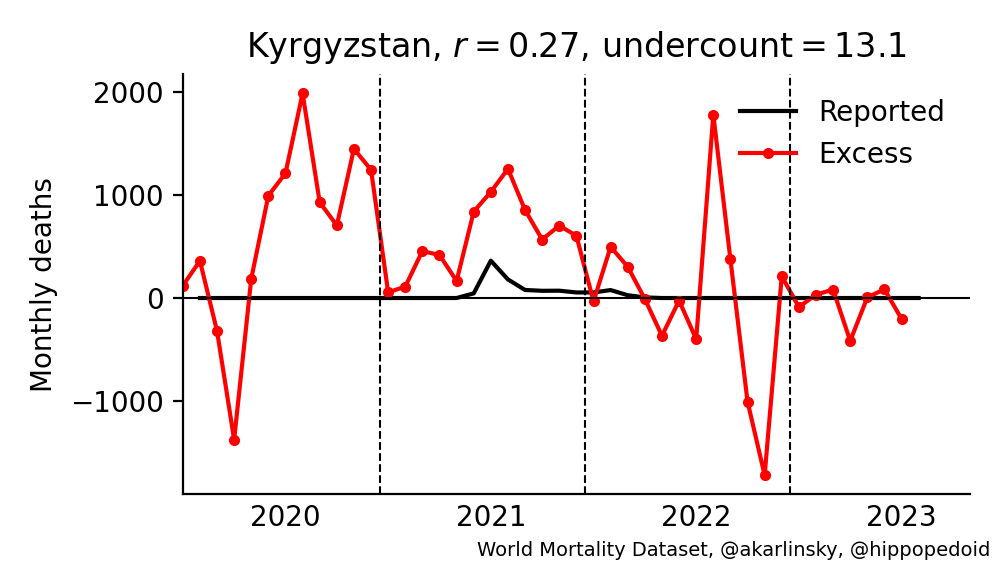 Kyrgyzstan, r = 0.27, undercount = 13.1
Monthly deaths
2000
1000
0
−1000
Reported
Excess
2020 2021 2022 2023
World Mortality Dataset, @akarlinsky, @hippopedoid